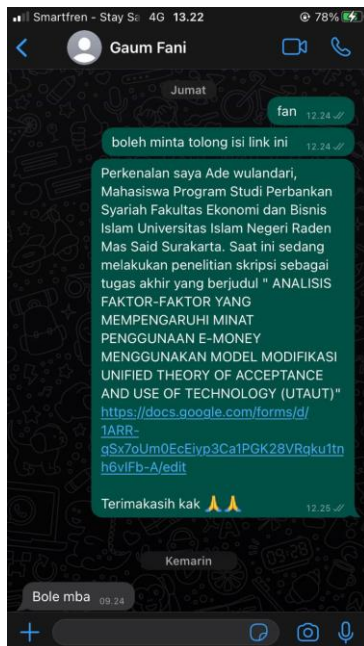 Smartfren - Stay Sa 4G 13.22 78%
Gaum Fani
Jumat
fan 12.24
boleh minta tolong isi link ini 12.24
Perkenalan saya Ade wulandari,
Mahasiswa Program Studi Perbankan
Syariah Fakultas Ekonomi dan Bisnis
Islam Universitas Islam Negeri Raden
Mas Said Surakarta. Saat ini sedang
melakukan penelitian skripsi sebagai
tugas akhir yang berjudul " ANALISIS
FAKTOR-FAKTOR YANG
MEMPENGARUHI MINAT
PENGGUNAAN E-MONEY
MENGGUNAKAN MODEL MODIFIKASI
UNIFIED THEORY OF ACCEPTANCE
AND USE OF TECHNOLOGY (UTAUT)"
https://docs.google.com/forms/d/
1ARR-
qSx7oUm0EcEiyp3Ca1PGK28VRqku1tn
h6vIFb-A/edit
Terimakasih kak 🙏🙏 12.25
Kemarin
Bole mba 09.24